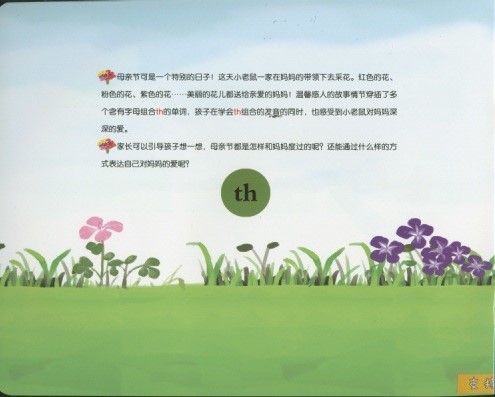 母亲节可是一个特别的日子！这天小老鼠一家在妈妈的带领下去采花。红色的花、
粉色的花、紫色的花……美丽的花儿都送给亲爱的妈妈！温馨感人的故事情节穿插了多
个含有字母组合th的单词，孩子在学会th组合的发音的同时，也感受到小老鼠对妈妈深
深的爱。
家长可以引导孩子想一想，母亲节都是怎样和妈妈度过的呢？还能通过什么样的方
式表达自己对妈妈的爱呢？
th